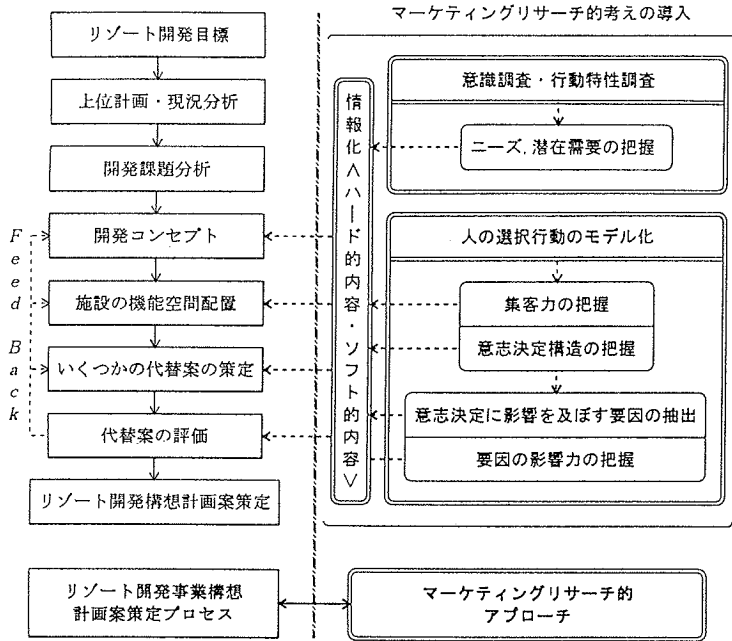 マーケティングリサーチ的考えの導入
リゾート開発目標
上位計画・現況分析
開発課題分析
開発コンセプト
施設の機能空間配置
いくつかの代替案の策定
代替案の評価
リゾート開発構想計画案策定
Feed Back
情報化<ハード的内容・ソフト的内容>
意識調査・行動特性調査
ニーズ,潜在需要の把握
人の選択行動のモデル化
集客力の把握
意志決定構造の把握
意志決定に影響を及ぼす要因の抽出
要因の影響力の把握
リゾート開発事業構想
計画案策定プロセス
マーケティングリサーチ的
アプローチ